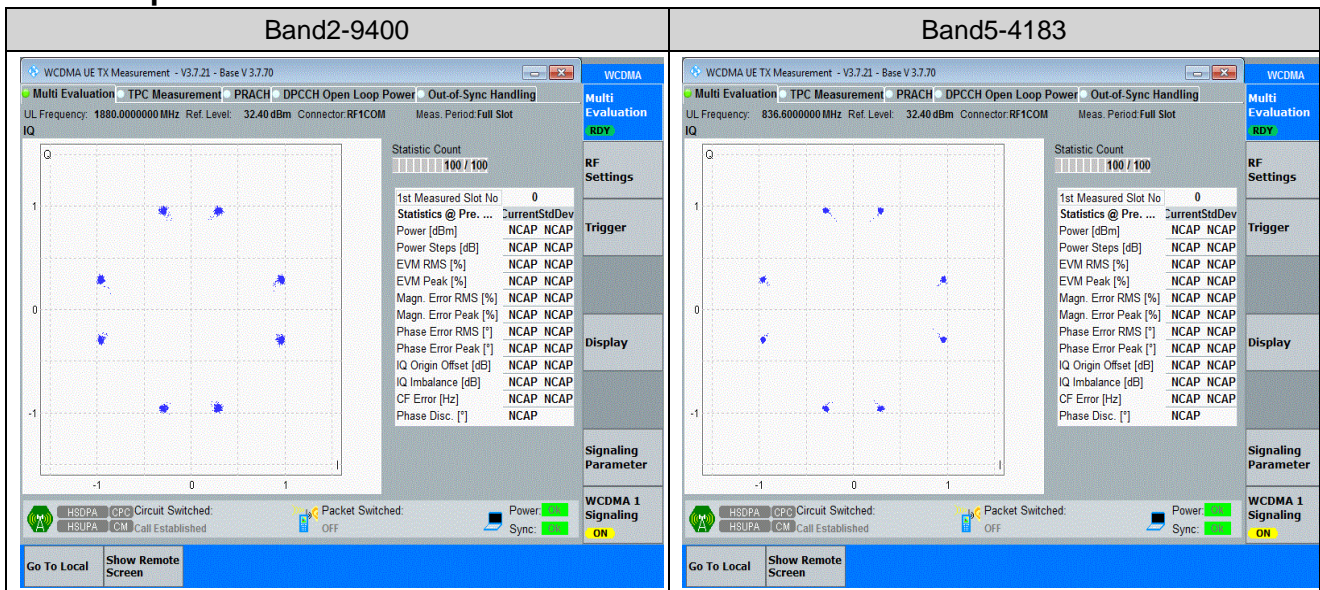 Band2-9400
WCDMA UE TX Measurement - V3.7.21 - Base V 3.7.70
WCDMA
Multi Evaluation TPC Measurement PRACH DPCCH Open Loop Power Out-of-Sync Handling
Multi Evaluation
RDY
UL Frequency: 1880.0000000 MHz Ref. Level: 32.40 dBm Connector:RF1COM Meas. Period:Full Slot
IQ
Q
1
0
-1
-1 0 1
I
Statistic Count
100 / 100
1st Measured Slot No 0
Statistics @ Pre. ... CurrentStdDev
Power [dBm] NCAP NCAP
Power Steps [dB] NCAP NCAP
EVM RMS [%] NCAP NCAP
EVM Peak [%] NCAP NCAP
Magn. Error RMS [%] NCAP NCAP
Magn. Error Peak [%] NCAP NCAP
Phase Error RMS [°] NCAP NCAP
Phase Error Peak [°] NCAP NCAP
IQ Origin Offset [dB] NCAP NCAP
IQ Imbalance [dB] NCAP NCAP
CF Error [Hz] NCAP NCAP
Phase Disc. [°] NCAP
RF
Settings
Trigger
Display
Signaling
Parameter
WCDMA 1
Signaling
ON
HSDPA CPC Circuit Switched: Packet Switched: Power: OK
HSUPA CM Call Established OFF Sync: OK
Go To Local
Show Remote
Screen
Band5-4183
WCDMA UE TX Measurement - V3.7.21 - Base V 3.7.70
WCDMA
Multi Evaluation TPC Measurement PRACH DPCCH Open Loop Power Out-of-Sync Handling
Multi Evaluation
RDY
UL Frequency: 836.6000000 MHz Ref. Level: 32.40 dBm Connector:RF1COM Meas. Period:Full Slot
IQ
Q
1
0
-1
-1 0 1
I
Statistic Count
100 / 100
1st Measured Slot No 0
Statistics @ Pre. ... CurrentStdDev
Power [dBm] NCAP NCAP
Power Steps [dB] NCAP NCAP
EVM RMS [%] NCAP NCAP
EVM Peak [%] NCAP NCAP
Magn. Error RMS [%] NCAP NCAP
Magn. Error Peak [%] NCAP NCAP
Phase Error RMS [°] NCAP NCAP
Phase Error Peak [°] NCAP NCAP
IQ Origin Offset [dB] NCAP NCAP
IQ Imbalance [dB] NCAP NCAP
CF Error [Hz] NCAP NCAP
Phase Disc. [°] NCAP
RF
Settings
Trigger
Display
Signaling
Parameter
WCDMA 1
Signaling
ON
HSDPA CPC Circuit Switched: Packet Switched: Power: OK
HSUPA CM Call Established OFF Sync: OK
Go To Local
Show Remote
Screen